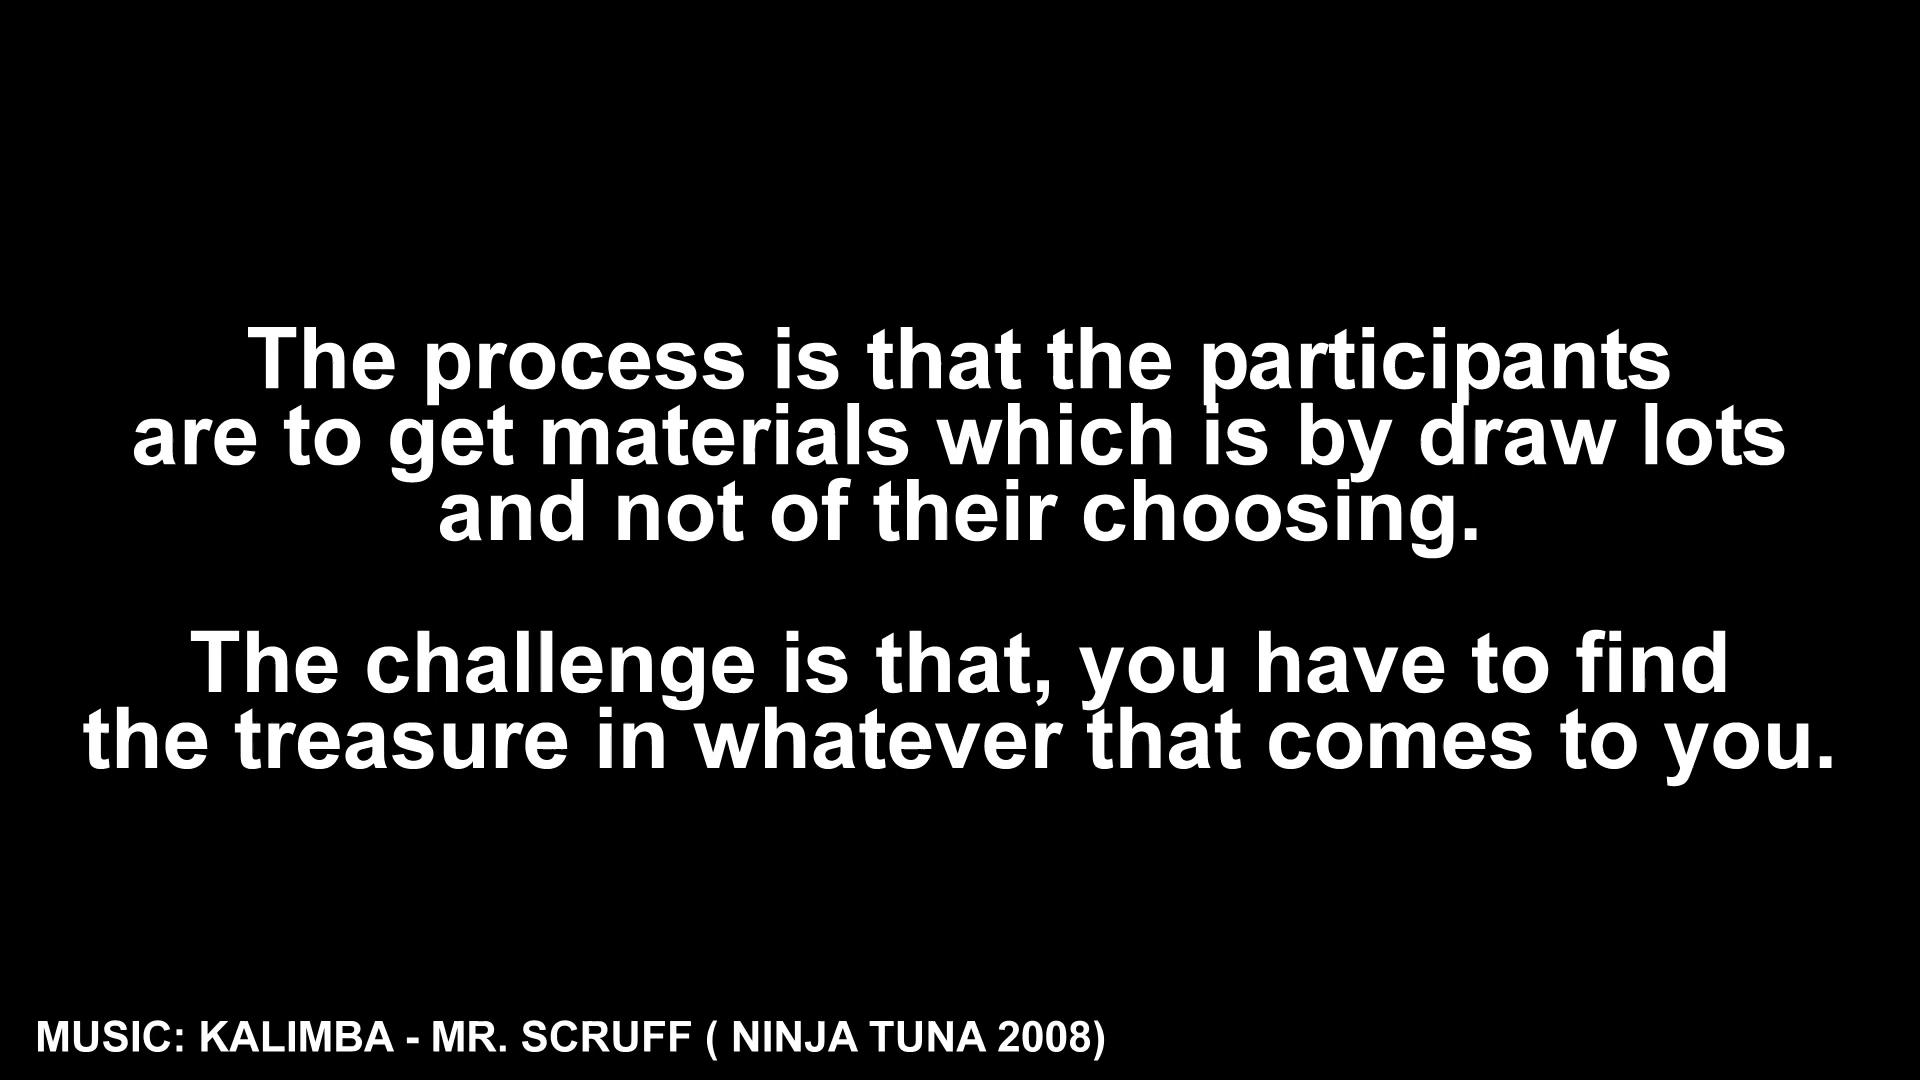 The process is that the participants
are to get materials which is by draw lots
and not of their choosing.
The challenge is that, you have to find
the treasure in whatever that comes to you.
MUSIC: KALIMBA - MR. SCRUFF ( NINJA TUNA 2008)